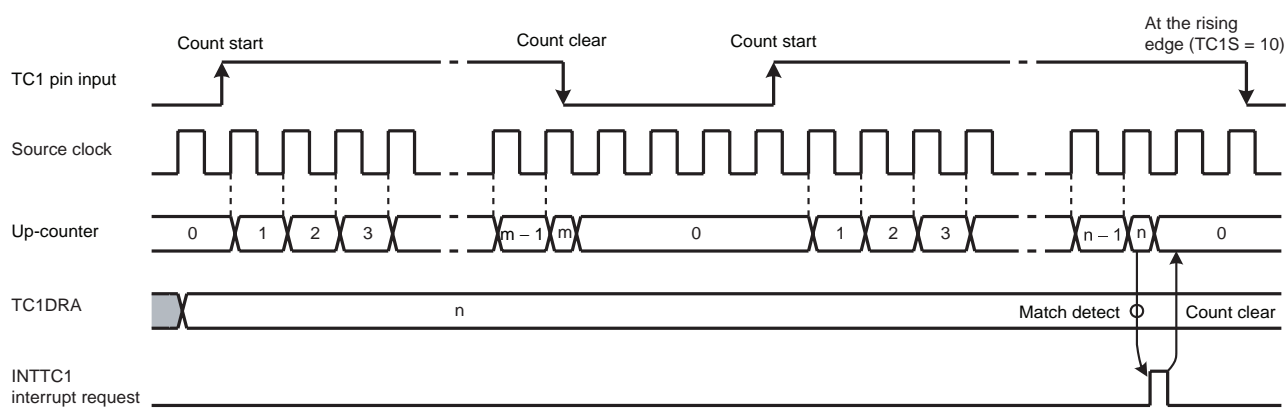 At the rising
edge (TC1S = 10)
Count start
Count clear
Count start
TC1 pin input
Source clock
Up-counter
0 1 2 3 m – 1 m 0 1 2 3 n – 1 n 0
TC1DRA
n
Match detect
Count clear
INTTC1
interrupt request